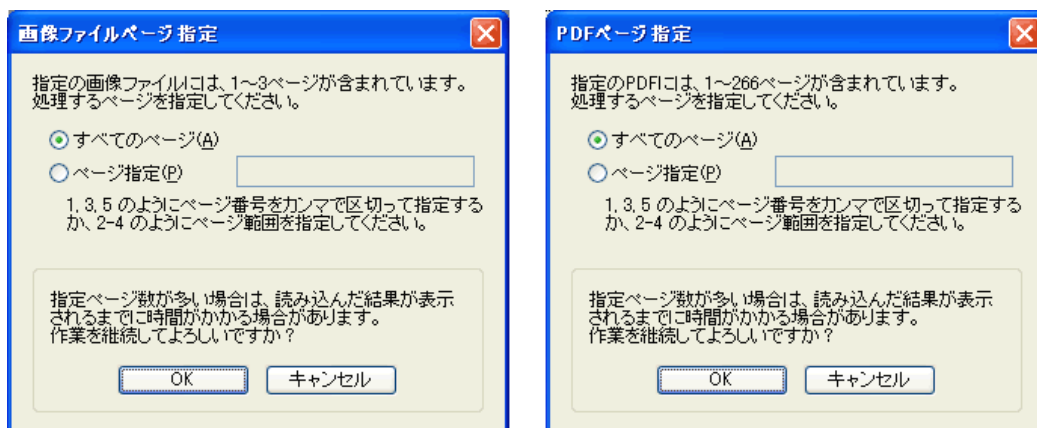 画像ファイルページ指定
指定の画像ファイルには、1～3ページが含まれています。
処理するページを指定してください。
すべてのページ(A)
ページ指定(P)
1,3,5 のようにページ番号をカンマで区切って指定する
か、2-4 のようにページ範囲を指定してください。
指定ページ数が多い場合は、読み込んだ結果が表示
されるまでに時間がかかる場合があります。
作業を継続してよろしいですか？
OK
キャンセル
PDFページ指定
指定のPDFには、1～266ページが含まれています。
処理するページを指定してください。
すべてのページ(A)
ページ指定(P)
1,3,5 のようにページ番号をカンマで区切って指定する
か、2-4 のようにページ範囲を指定してください。
指定ページ数が多い場合は、読み込んだ結果が表示
されるまでに時間がかかる場合があります。
作業を継続してよろしいですか？
OK
キャンセル